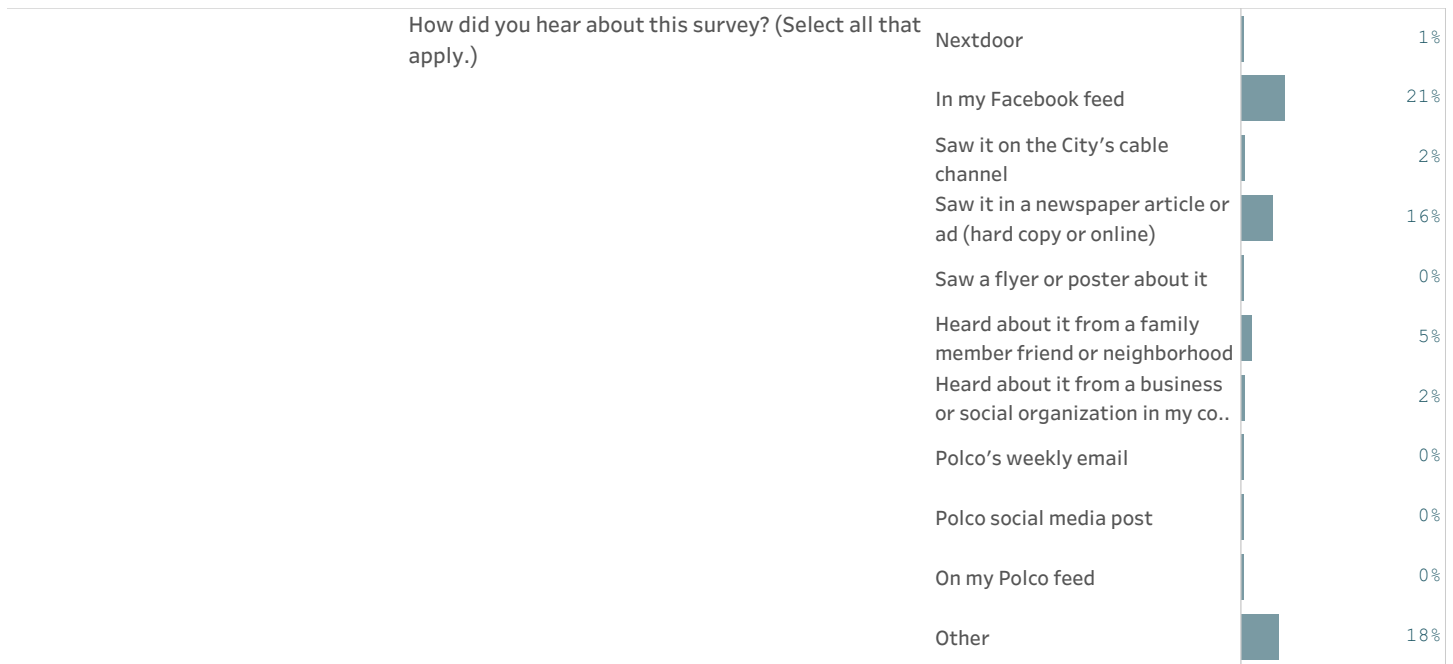 How did you hear about this survey? (Select all that
apply.)
Nextdoor
1%
In my Facebook feed
21%
Saw it on the City’s cable
channel
2%
Saw it in a newspaper article or
ad (hard copy or online)
16%
Saw a flyer or poster about it
0%
Heard about it from a family
member friend or neighborhood
5%
Heard about it from a business
or social organization in my co..
2%
Polco’s weekly email
0%
Polco social media post
0%
On my Polco feed
0%
Other
18%